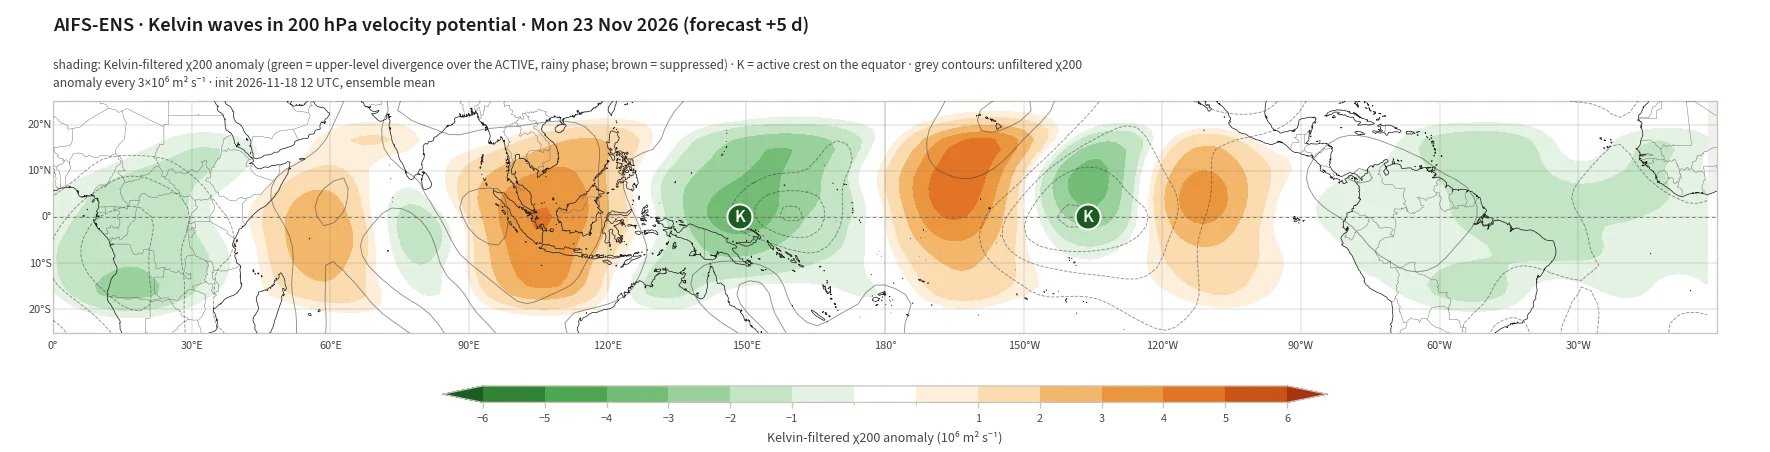 AIFS-ENS · Kelvin waves in 200 hPa velocity potential · Mon 23 Nov 2026 (forecast +5 d)
shading: Kelvin-filtered χ200 anomaly (green = upper-level divergence over the ACTIVE, rainy phase; brown = suppressed) · K = active crest on the equator · grey contours: unfiltered χ200
anomaly every 3×10⁶ m² s⁻¹ · init 2026-11-18 12 UTC, ensemble mean
20°N
10°N
0°
10°S
20°S
K K
0° 30°E 60°E 90°E 120°E 150°E 180° 150°W 120°W 90°W 60°W 30°W
−6 −5 −4 −3 −2 −1 1 2 3 4 5 6
Kelvin-filtered χ200 anomaly (10⁶ m² s⁻¹)